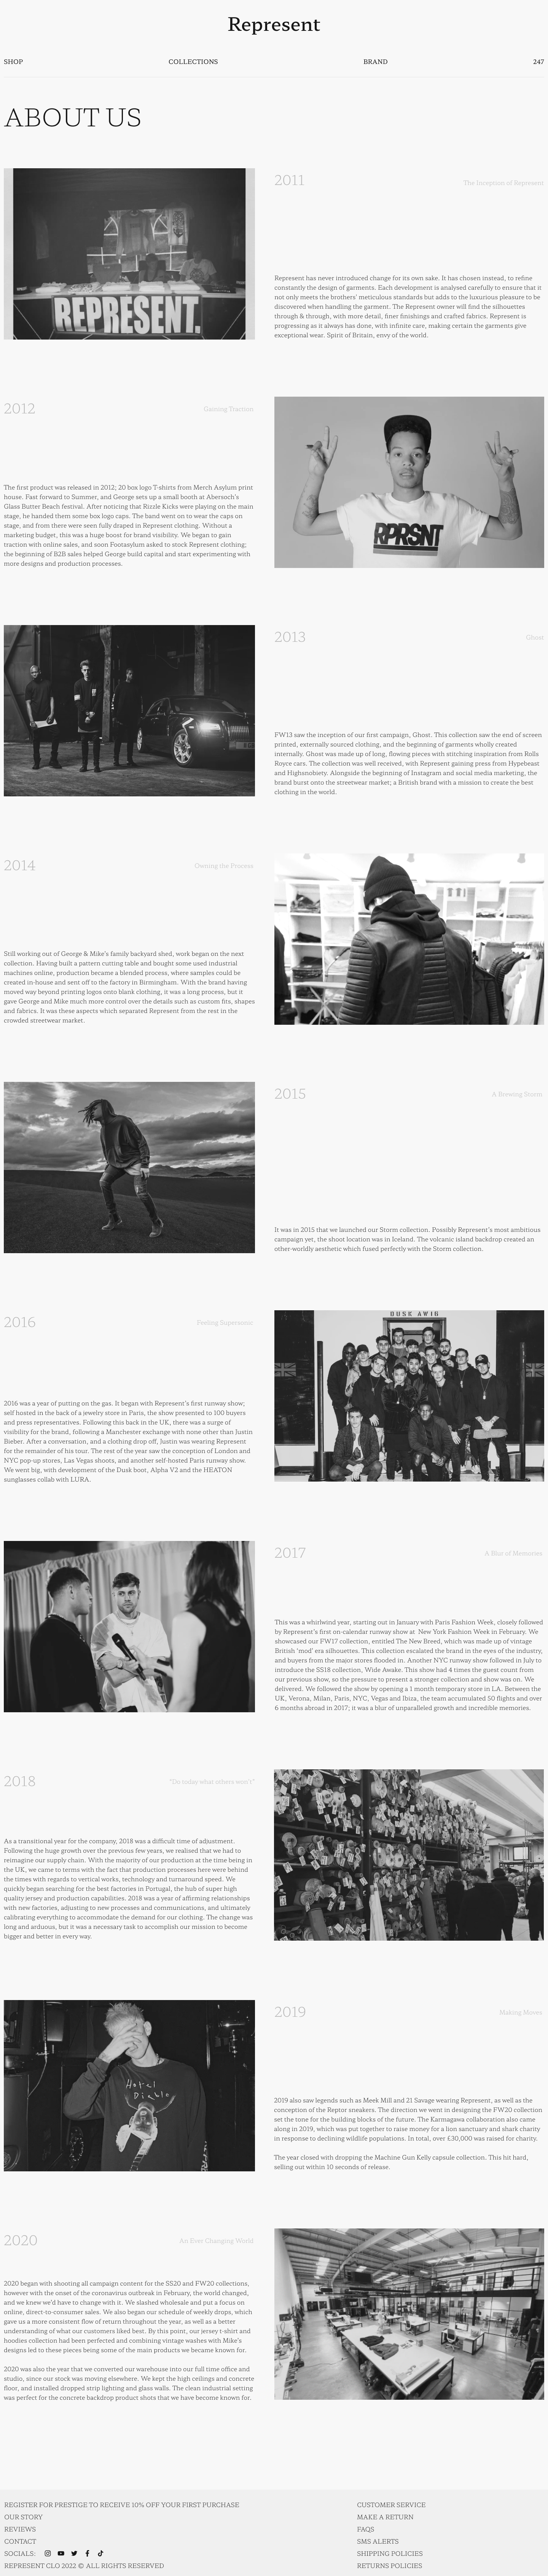 Represent
SHOP
COLLECTIONS
BRAND
247
ABOUT US
REPRESENT.
2011
The Inception of Represent
Represent has never introduced change for its own sake. It has chosen instead, to refine
constantly the design of garments. Each development is analysed carefully to ensure that it
not only meets the brothers' meticulous standards but adds to the luxurious pleasure to be
discovered when handling the garment. The Represent owner will find the silhouettes
through & through, with more detail, finer finishings and crafted fabrics. Represent is
progressing as it always has done, with infinite care, making certain the garments give
exceptional wear. Spirit of Britain, envy of the world.
2012
Gaining Traction
The first product was released in 2012; 20 box logo T-shirts from Merch Asylum print
house. Fast forward to Summer, and George sets up a small booth at Abersoch's
Glass Butter Beach festival. After noticing that Rizzle Kicks were playing on the main
stage, he handed them some box logo caps. The band went on to wear the caps on
stage, and from there were seen fully draped in Represent clothing. Without a
marketing budget, this was a huge boost for brand visibility. We began to gain
traction with online sales, and soon Footasylum asked to stock Represent clothing;
the beginning of B2B sales helped George build capital and start experimenting with
more designs and production processes.
RPRSNT
2013
Ghost
FW13 saw the inception of our first campaign, Ghost. This collection saw the end of screen
printed, externally sourced clothing, and the beginning of garments wholly created
internally. Ghost was made up of long, flowing pieces with stitching inspiration from Rolls
Royce cars. The collection was well received, with Represent gaining press from Hypebeast
and Highsnobiety. Alongside the beginning of Instagram and social media marketing, the
brand burst onto the streetwear market; a British brand with a mission to create the best
clothing in the world.
2014
Owning the Process
Still working out of George & Mike's family backyard shed, work began on the next
collection. Having built a pattern cutting table and bought some used industrial
machines online, production became a blended process, where samples could be
created in-house and sent off to the factory in Birmingham. With the brand having
moved way beyond printing logos onto blank clothing, it was a long process, but it
gave George and Mike much more control over the details such as custom fits, shapes
and fabrics. It was these aspects which separated Represent from the rest in the
crowded streetwear market.
2015
A Brewing Storm
It was in 2015 that we launched our Storm collection. Possibly Represent's most ambitious
campaign yet, the shoot location was in Iceland. The volcanic island backdrop created an
other-worldly aesthetic which fused perfectly with the Storm collection.
2016
Feeling Supersonic
2016 was a year of putting on the gas. It began with Represent's first runway show;
self hosted in the back of a jewelry store in Paris, the show presented to 100 buyers
and press representatives. Following this back in the UK, there was a surge of
visibility for the brand, following a Manchester exchange with none other than Justin
Bieber. After a conversation, and a clothing drop off, Justin was wearing Represent
for the remainder of his tour. The rest of the year saw the conception of London and
NYC pop-up stores, Las Vegas shoots, and another self-hosted Paris runway show.
We went big, with development of the Dusk boot, Alpha V2 and the HEATON
sunglasses collab with LURA.
2017
A Blur of Memories
This was a whirlwind year, starting out in January with Paris Fashion Week, closely followed
by Represent's first on-calendar runway show at New York Fashion Week in February. We
showcased our FW17 collection, entitled The New Breed, which was made up of vintage
British 'mod' era silhouettes. This collection escalated the brand in the eyes of the industry,
and buyers from the major stores flooded in. Another NYC runway show followed in July to
introduce the SS18 collection, Wide Awake. This show had 4 times the guest count from
our previous show, so the pressure to present a stronger collection and show was on. We
delivered. We followed the show by opening a 1 month temporary store in LA. Between the
UK, Verona, Milan, Paris, NYC, Vegas and Ibiza, the team accumulated 50 flights and over
6 months abroad in 2017; it was a blur of unparalleled growth and incredible memories.
2018
"Do today what others won't"
As a transitional year for the company, 2018 was a difficult time of adjustment.
Following the huge growth over the previous few years, we realised that we had to
reimagine our supply chain. With the majority of our production at the time being in
the UK, we came to terms with the fact that production processes here were behind
the times with regards to vertical works, technology and turnaround speed. We
quickly began searching for the best factories in Portugal, the hub of super high
quality jersey and production capabilities. 2018 was a year of affirming relationships
with new factories, adjusting to new processes and communications, and ultimately
calibrating everything to accommodate the demand for our clothing. The change was
long and arduous, but it was a necessary task to accomplish our mission to become
bigger and better in every way.
Hotel
Diablo
2019
Making Moves
2019 also saw legends such as Meek Mill and 21 Savage wearing Represent, as well as the
conception of the Reptor sneakers. The direction we went in designing the FW20 collection
set the tone for the building blocks of the future. The Karmagawa collaboration also came
along in 2019, which was put together to raise money for a lion sanctuary and shark charity
in response to declining wildlife populations. In total, over £30,000 was raised for charity.
The year closed with dropping the Machine Gun Kelly capsule collection. This hit hard,
selling out within 10 seconds of release.
2020
An Ever Changing World
2020 began with shooting all campaign content for the SS20 and FW20 collections,
however with the onset of the coronavirus outbreak in February, the world changed,
and we knew we'd have to change with it. We slashed wholesale and put a focus on
online, direct-to-consumer sales. We also began our schedule of weekly drops, which
gave us a more consistent flow of return throughout the year, as well as a better
understanding of what our customers liked best. By this point, our jersey t-shirt and
hoodies collection had been perfected and combining vintage washes with Mike's
designs led to these pieces being some of the main products we became known for.
2020 was also the year that we converted our warehouse into our full time office and
studio, since our stock was moving elsewhere. We kept the high ceilings and concrete
floor, and installed dropped strip lighting and glass walls. The clean industrial setting
was perfect for the concrete backdrop product shots that we have become known for.
REGISTER FOR PRESTIGE TO RECEIVE 10% OFF YOUR FIRST PURCHASE
OUR STORY
REVIEWS
CONTACT
SOCIALS:
REPRESENT CLO 2022 © ALL RIGHTS RESERVED
CUSTOMER SERVICE
MAKE A RETURN
FAQS
SMS ALERTS
SHIPPING POLICIES
RETURNS POLICIES